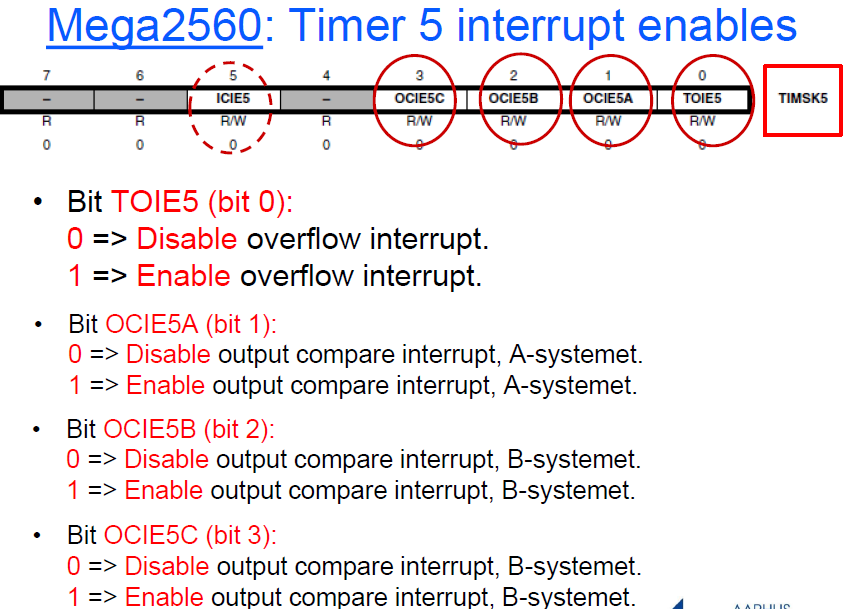 Mega2560: Timer 5 interrupt enables
7 6 5 4 3 2 1 0
– – ICIE5 – OCIE5C OCIE5B OCIE5A TOIE5 TIMSK5
R R R/W R R/W R/W R/W R/W
0 0 0 0 0 0 0 0
• Bit TOIE5 (bit 0):
0 => Disable overflow interrupt.
1 => Enable overflow interrupt.
• Bit OCIE5A (bit 1):
0 => Disable output compare interrupt, A-systemet.
1 => Enable output compare interrupt, A-systemet.
• Bit OCIE5B (bit 2):
0 => Disable output compare interrupt, B-systemet.
1 => Enable output compare interrupt, B-systemet.
• Bit OCIE5C (bit 3):
0 => Disable output compare interrupt, B-systemet.
1 => Enable output compare interrupt, B-systemet.